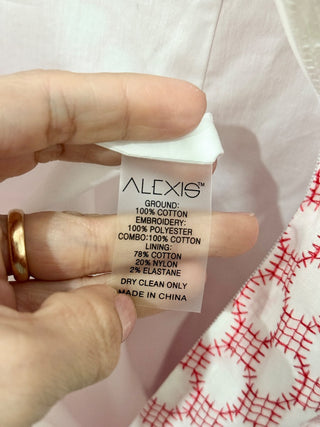 ALEXIS™
GROUND:
100% COTTON
EMBROIDERY:
100% POLYESTER
COMBO:100% COTTON
LINING:
78% COTTON
20% NYLON
2% ELASTANE
DRY CLEAN ONLY
MADE IN CHINA